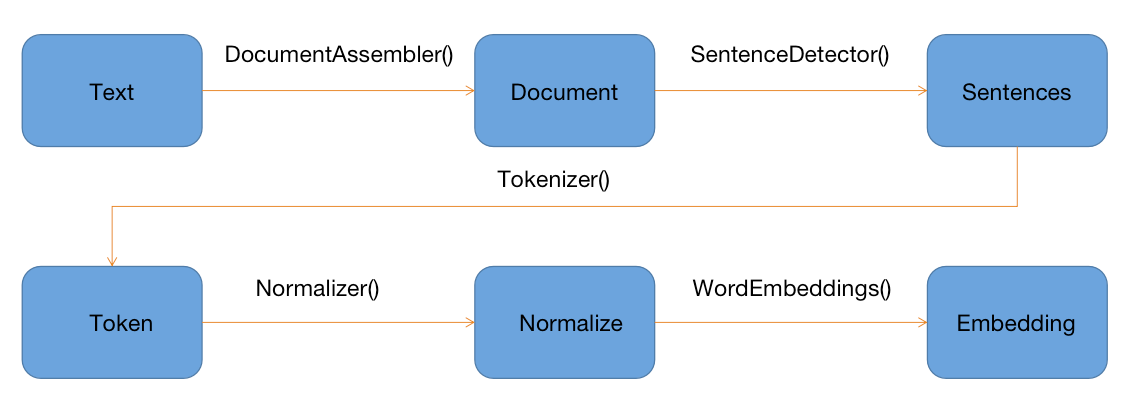 Text
DocumentAssembler()
Document
SentenceDetector()
Sentences
Tokenizer()
Token
Normalizer()
Normalize
WordEmbeddings()
Embedding